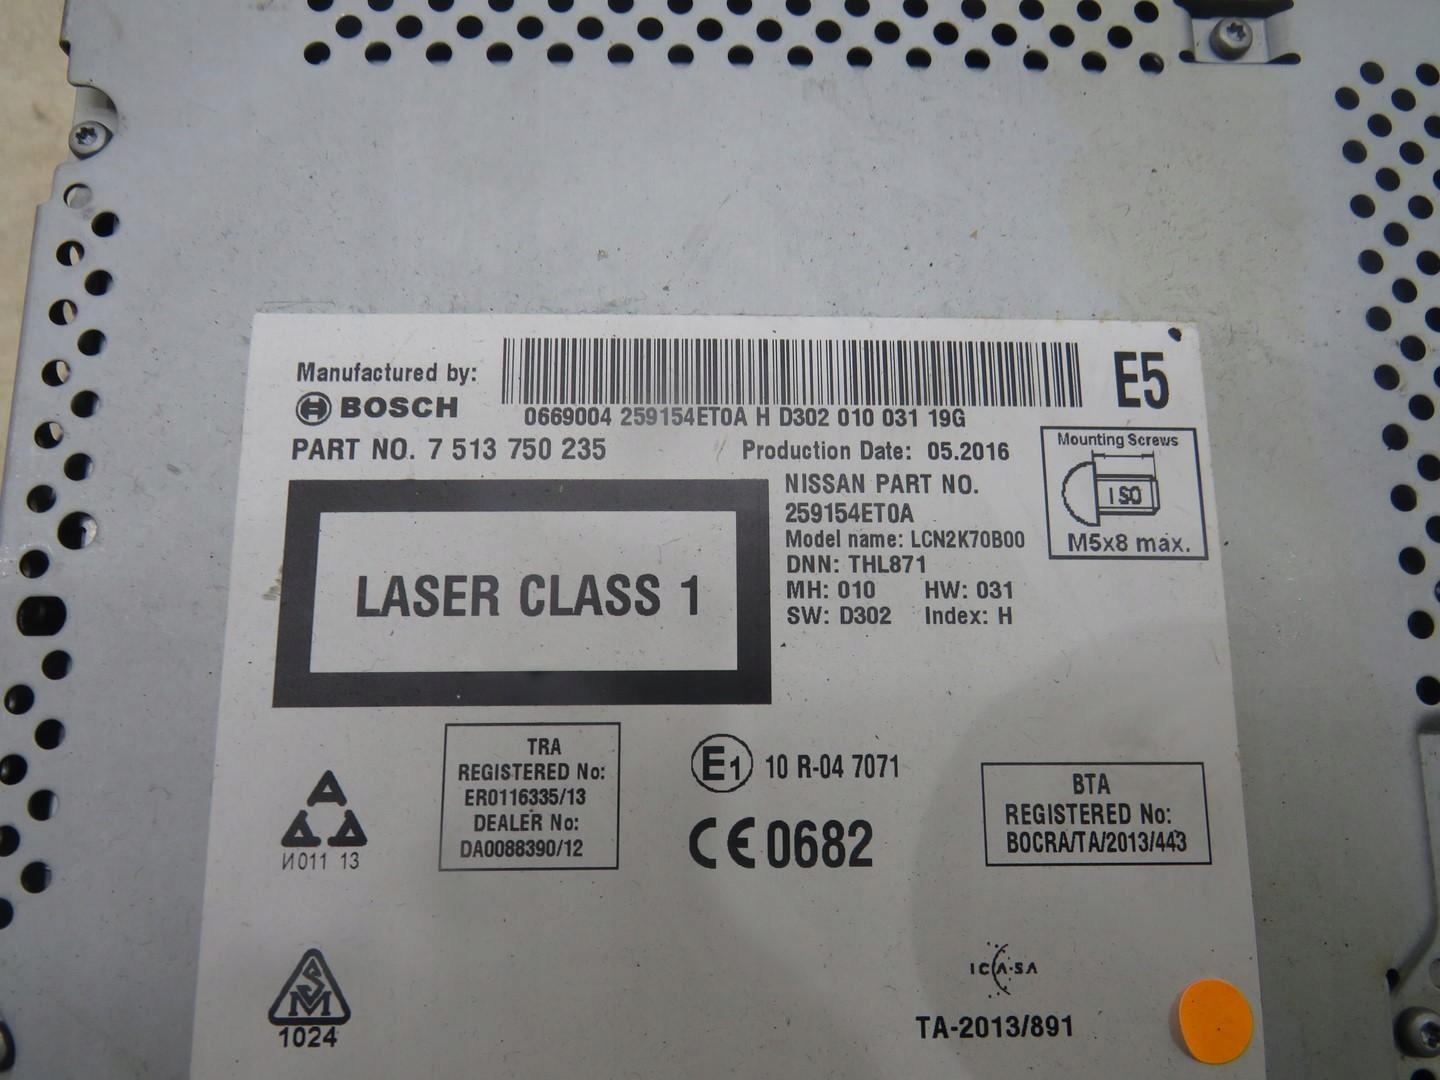 Manufactured by:
BOSCH
0669004 259154ET0A H D302 010 031 19G
E5
PART NO. 7 513 750 235
Production Date: 05.2016
Mounting Screws
ISO
M5x8 max.
NISSAN PART NO.
259154ET0A
Model name: LCN2K70B00
DNN: THL871
MH: 010 HW: 031
SW: D302 Index: H
LASER CLASS 1
TRA
REGISTERED No:
ER0116335/13
DEALER No:
DA0088390/12
E1 10 R-04 7071
CE 0682
BTA
REGISTERED No:
BOCRA/TA/2013/443
И011 13
SM
1024
ICASA
TA-2013/891